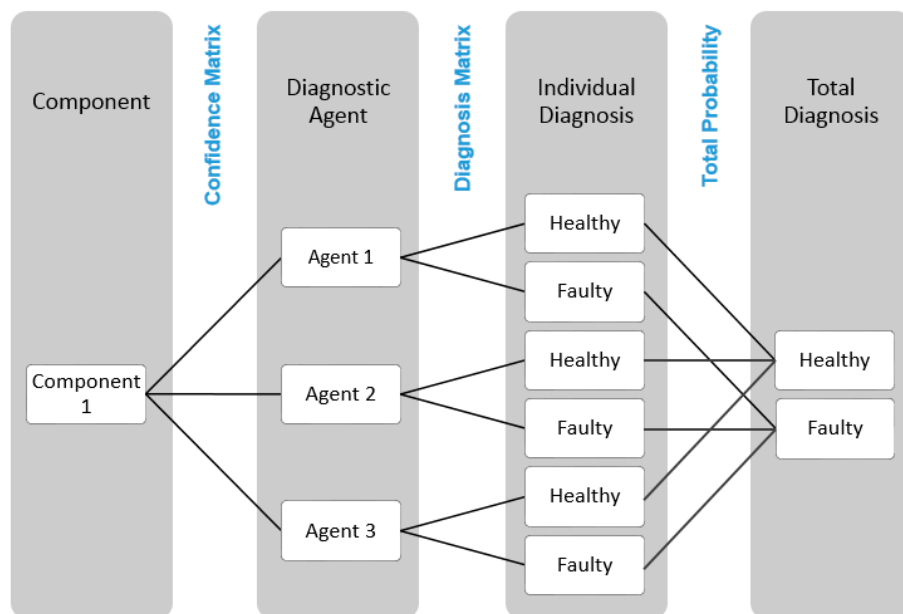 Component
Confidence Matrix
Diagnostic
Agent
Diagnosis Matrix
Individual
Diagnosis
Total Probability
Total
Diagnosis
Component
1
Agent 1
Agent 2
Agent 3
Healthy
Faulty
Healthy
Faulty
Healthy
Faulty
Healthy
Faulty